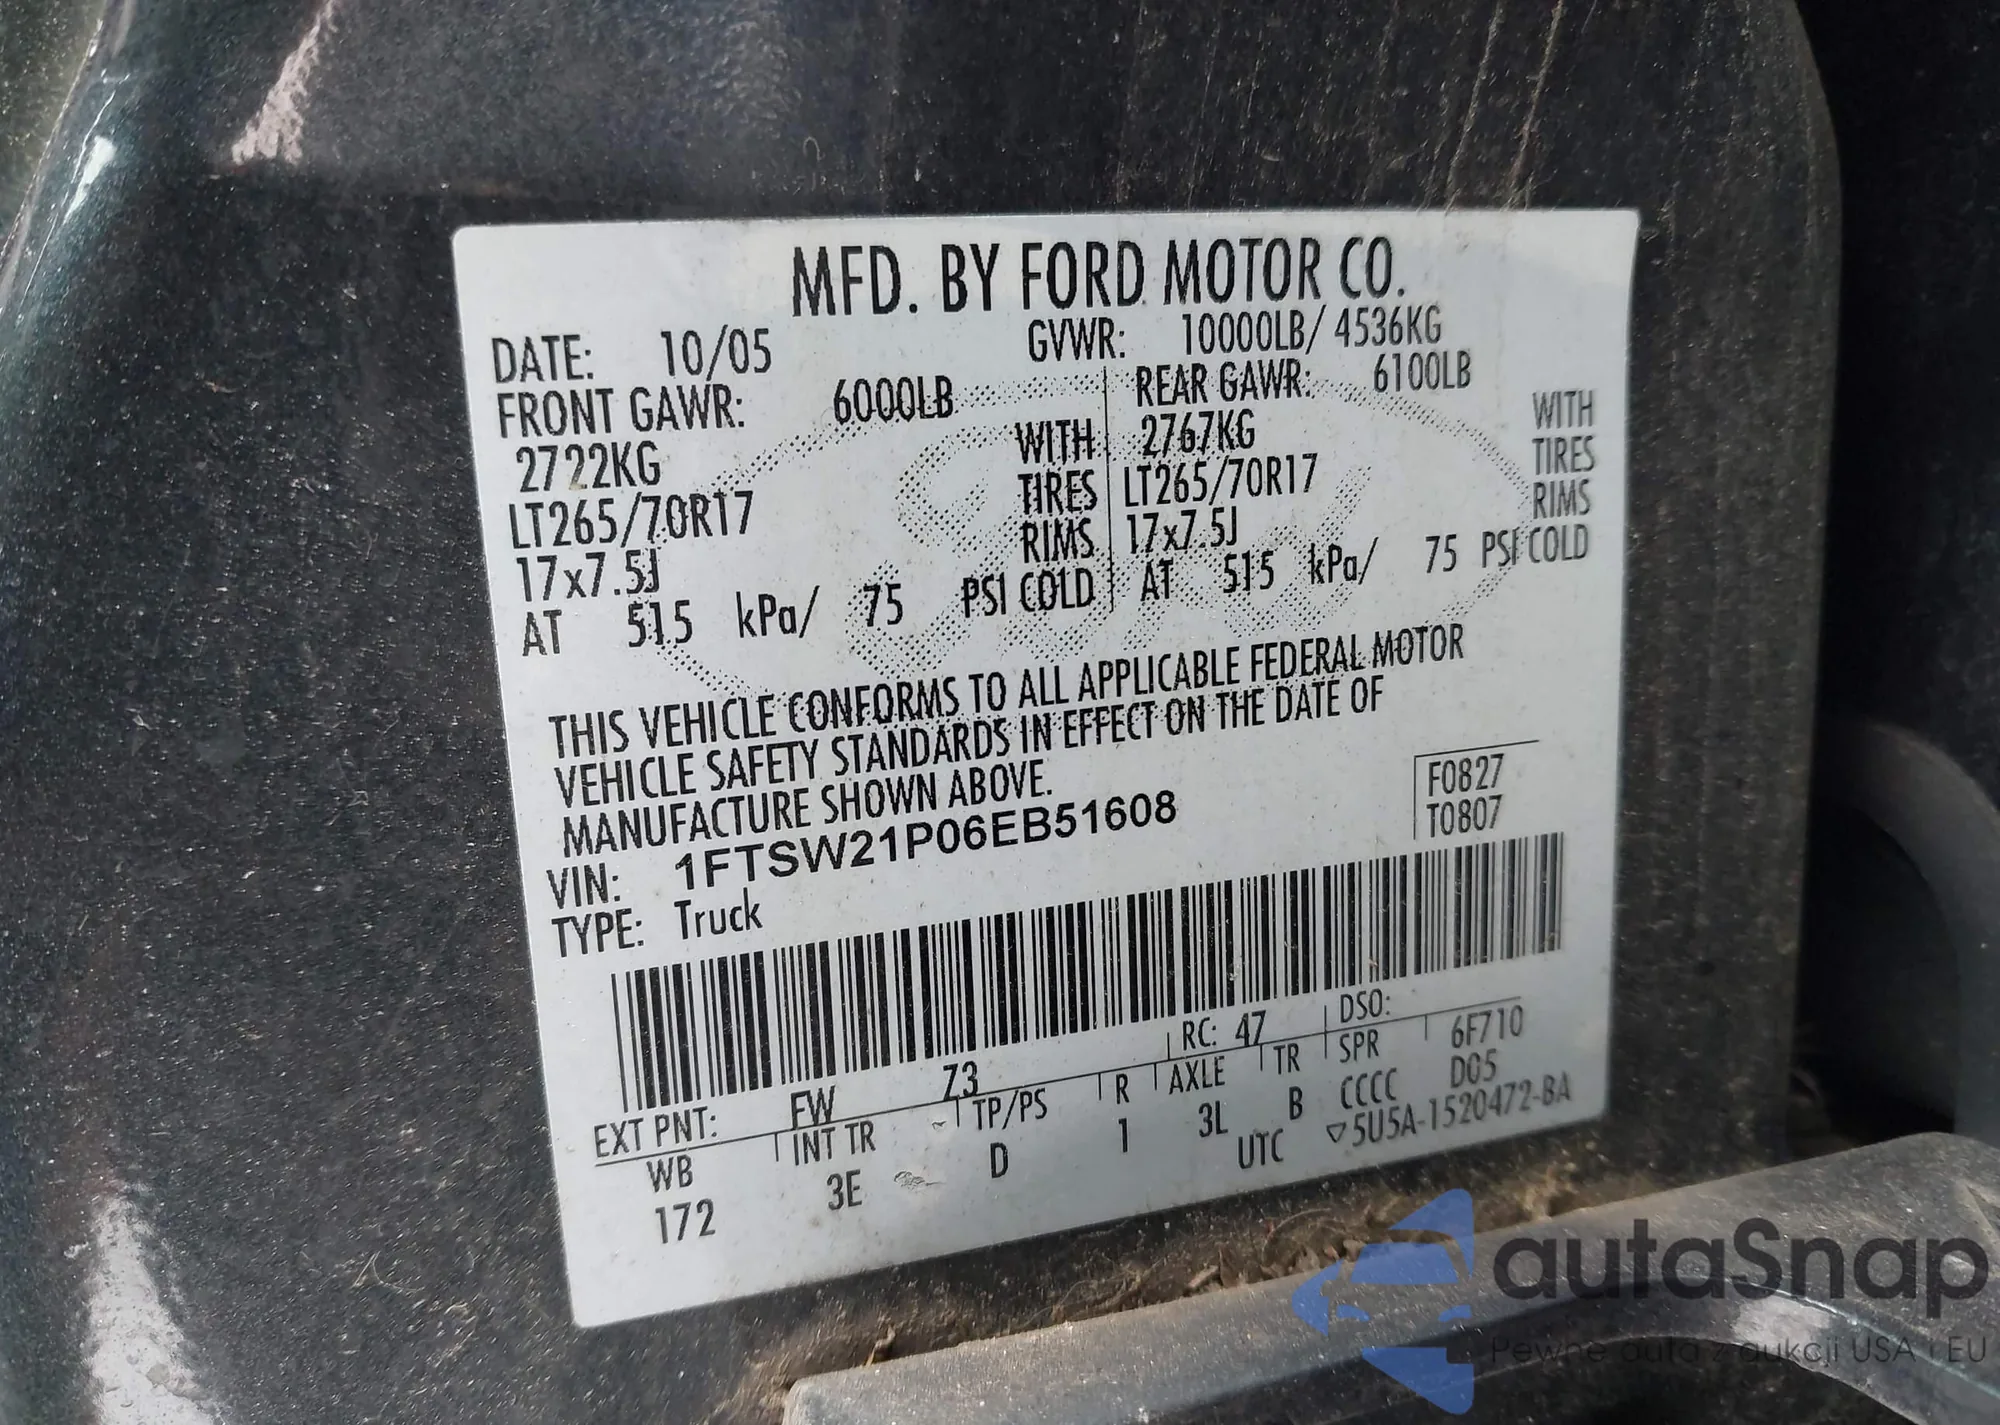 MFD. BY FORD MOTOR CO.
DATE: 10/05 GVWR: 10000LB/ 4536KG
FRONT GAWR: 6000LB REAR GAWR: 6100LB
2722KG WITH 2767KG WITH
LT265/70R17 TIRES LT265/70R17 TIRES
17x7.5J RIMS 17x7.5J RIMS
AT 515 kPa/ 75 PSI COLD AT 515 kPa/ 75 PSI COLD
THIS VEHICLE CONFORMS TO ALL APPLICABLE FEDERAL MOTOR
VEHICLE SAFETY STANDARDS IN EFFECT ON THE DATE OF
MANUFACTURE SHOWN ABOVE.
F0827
VIN: 1FTSW21P06EB51608
T0807
TYPE: Truck
EXT PNT: FW Z3 RC: 47 DSO:
WB INT TR TP/PS R AXLE TR SPR 6F710
172 3E D 1 3L B CCCC D05
UTC ▽5U5A-1520472-BA
autaSnap
Pewne auta z aukcji USA i EU